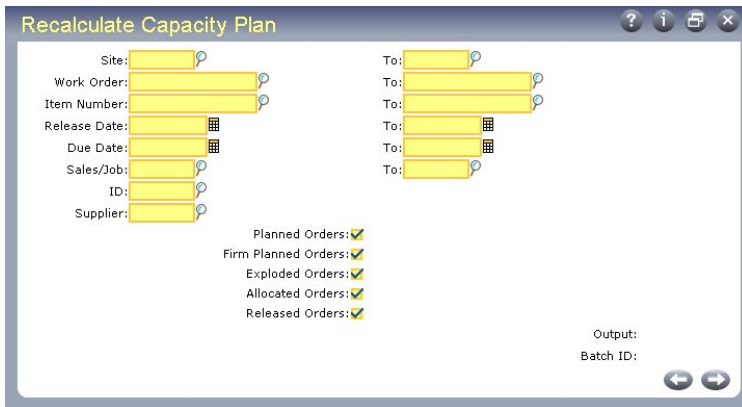 Recalculate Capacity Plan
Site: To:
Work Order: To:
Item Number: To:
Release Date: To:
Due Date: To:
Sales/Job: To:
ID:
Supplier:
Planned Orders:
Firm Planned Orders:
Exploded Orders:
Allocated Orders:
Released Orders:
Output:
Batch ID: